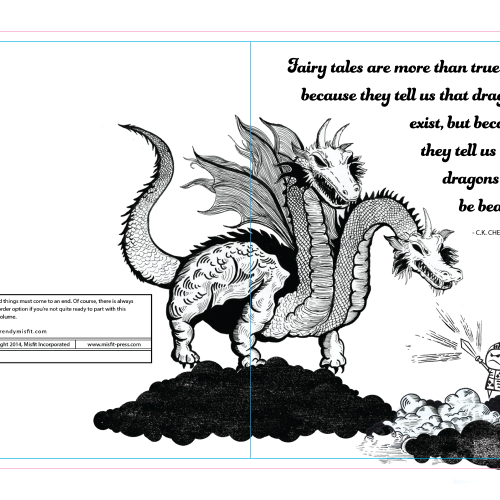 Fairy tales are more than true
because they tell us that drag
exist, but beca
they tell us
dragons
be bea
- C.K. CHE
d things must come to an end. Of course, there is always
order option if you're not quite ready to part with this
olume.
rendymisfit.com
ght 2014, Misfit Incorporated
www.misfit-press.com